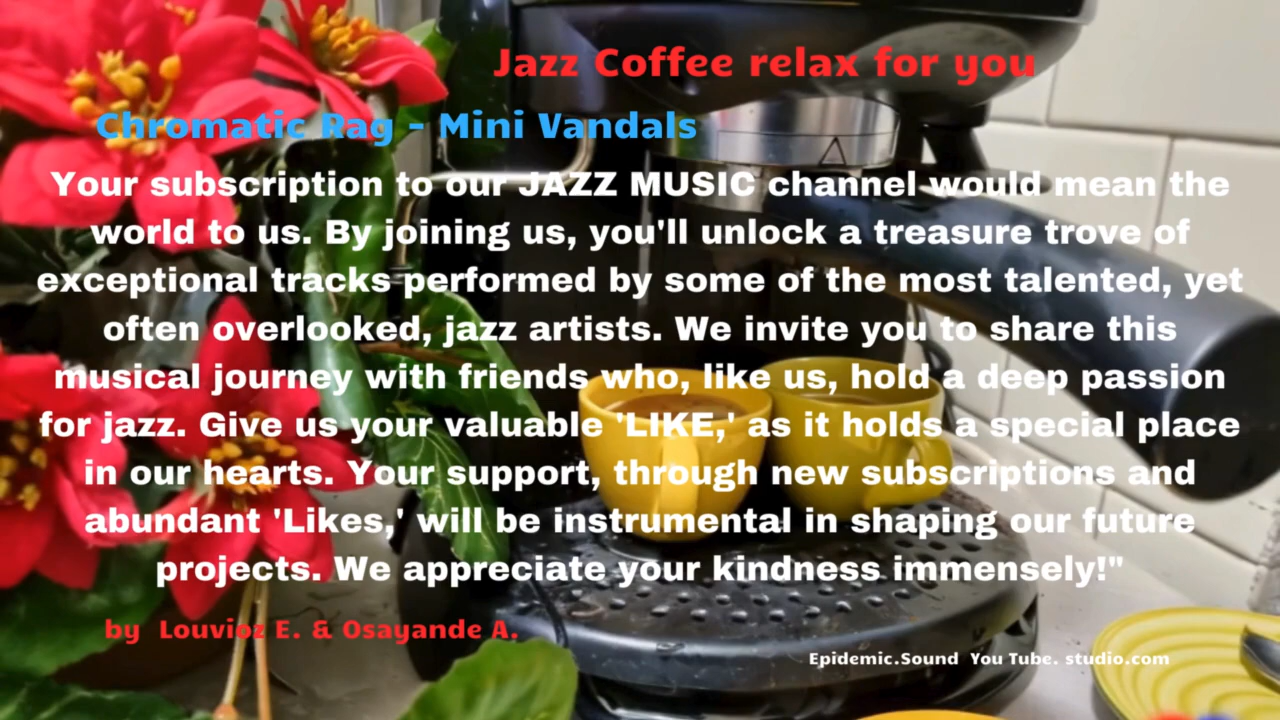 Jazz Coffee relax for you
Chromatic Rag - Mini Vandals
Your subscription to our JAZZ MUSIC channel would mean the
world to us. By joining us, you'll unlock a treasure trove of
exceptional tracks performed by some of the most talented, yet
often overlooked, jazz artists. We invite you to share this
musical journey with friends who, like us, hold a deep passion
for jazz. Give us your valuable 'LIKE,' as it holds a special place
in our hearts. Your support, through new subscriptions and
abundant 'Likes,' will be instrumental in shaping our future
projects. We appreciate your kindness immensely!"
by Louvioz E. & Osayande A.
Epidemic.Sound You Tube. studio.com